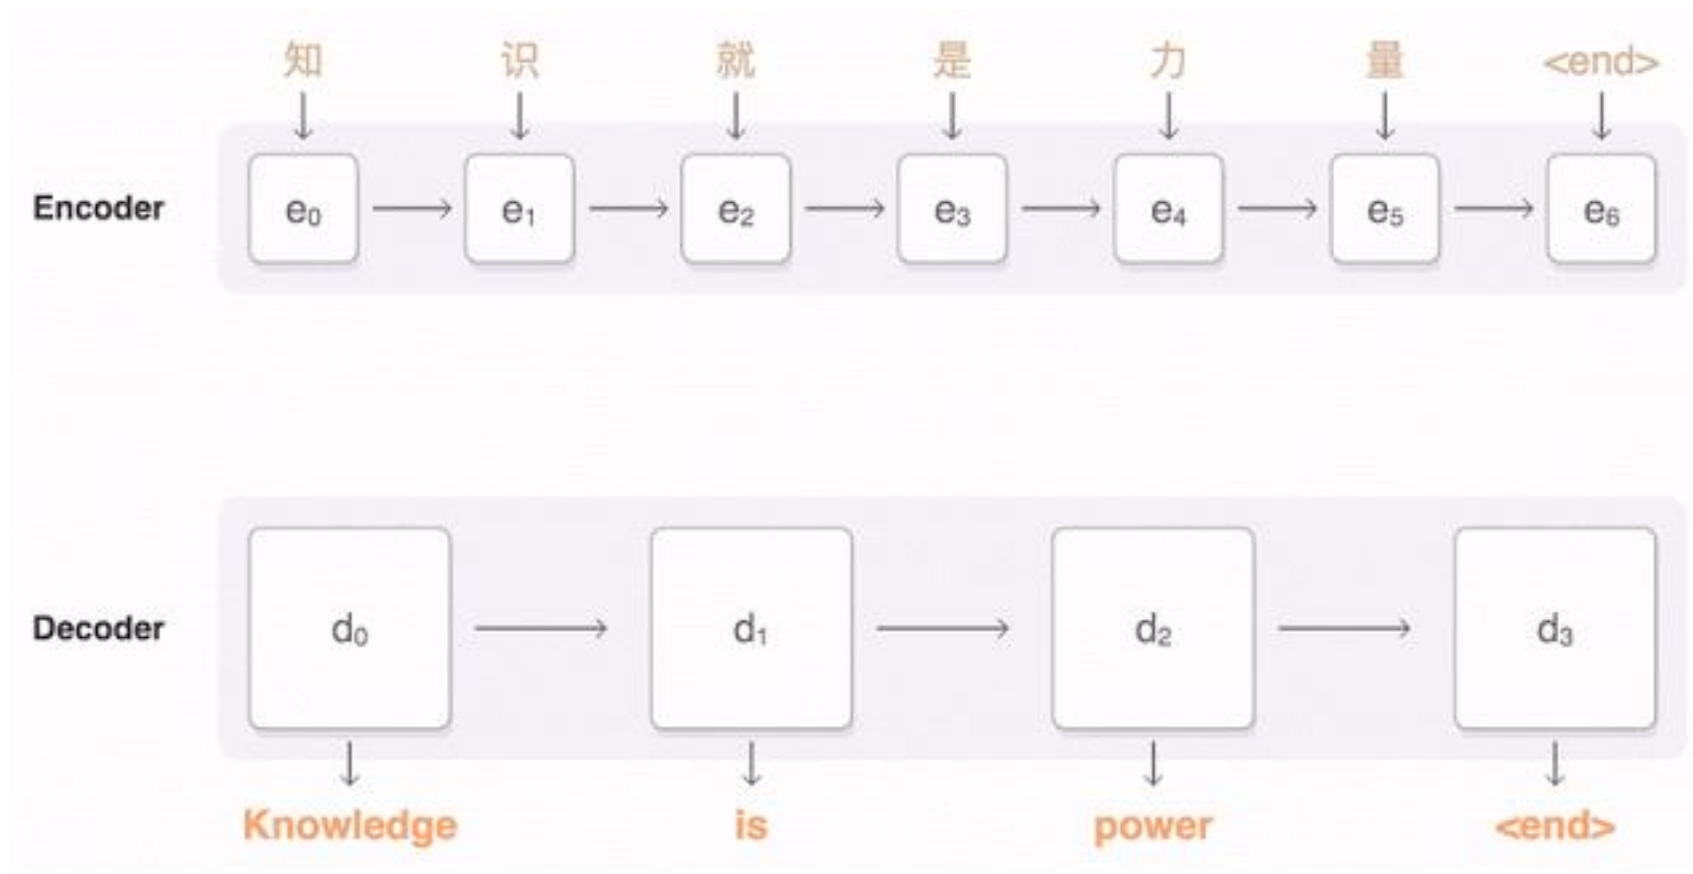 知 识 就 是 力 量 <end>
Encoder e0 e1 e2 e3 e4 e5 e6
Decoder d0 d1 d2 d3
Knowledge is power <end>